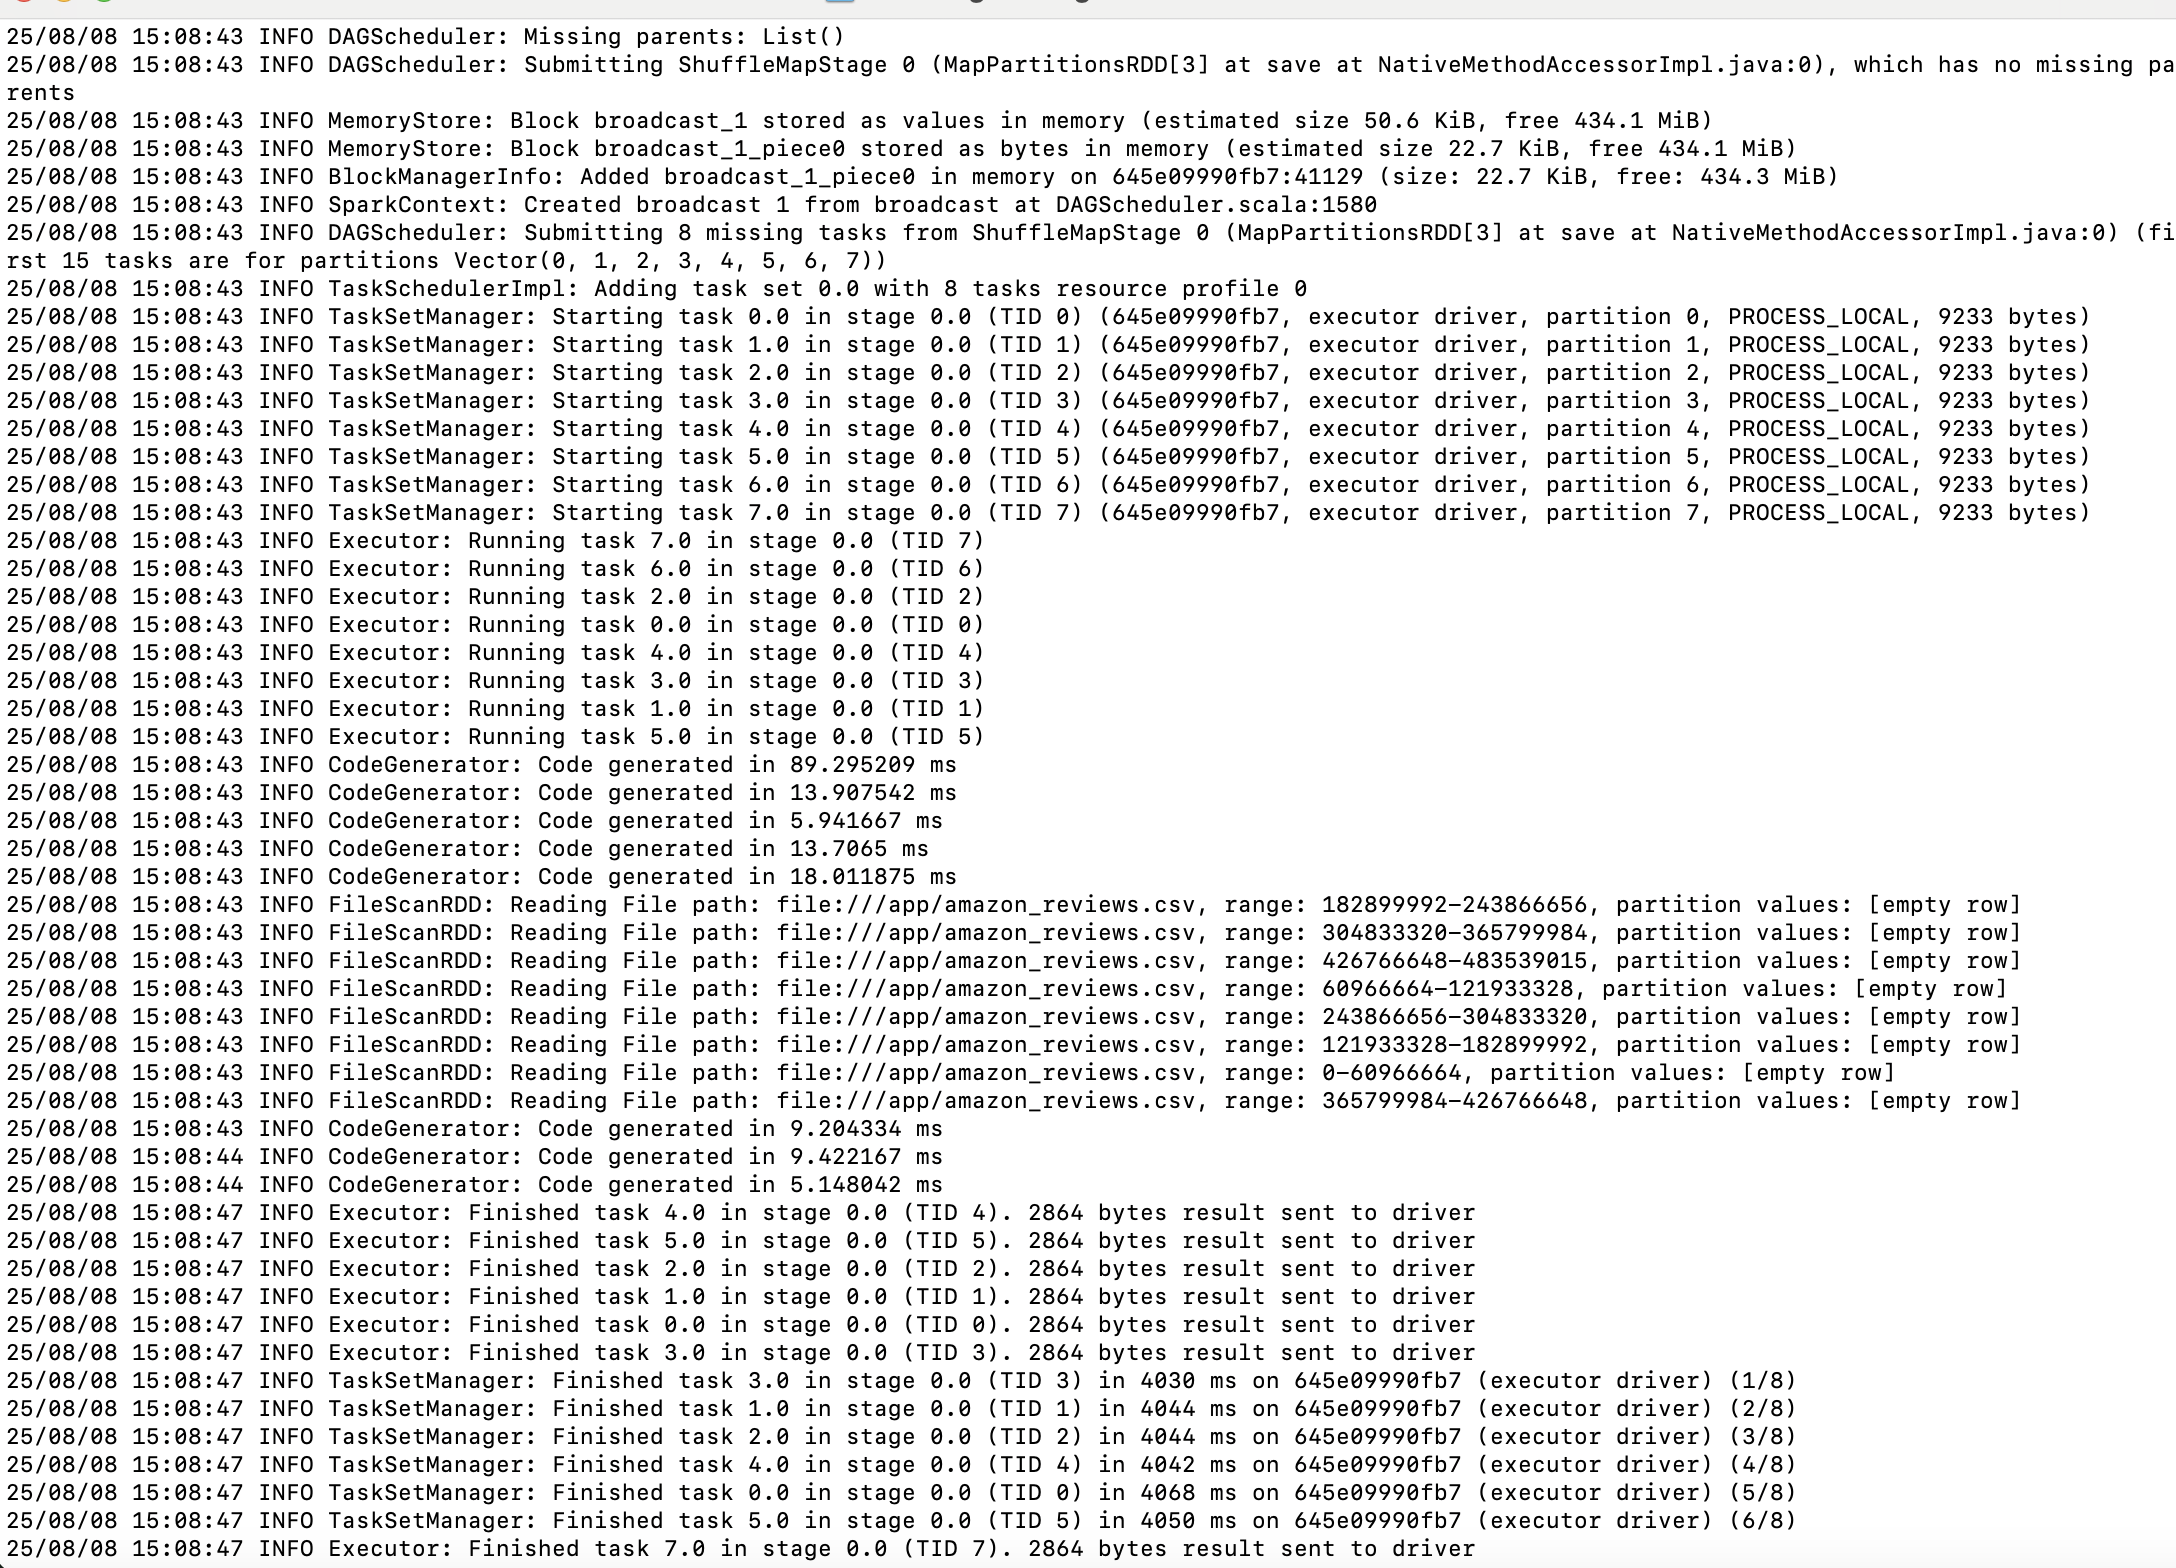 25/08/08 15:08:43 INFO DAGScheduler: Missing parents: List()
25/08/08 15:08:43 INFO DAGScheduler: Submitting ShuffleMapStage 0 (MapPartitionsRDD[3] at save at NativeMethodAccessorImpl.java:0), which has no missing pa
rents
25/08/08 15:08:43 INFO MemoryStore: Block broadcast_1 stored as values in memory (estimated size 50.6 KiB, free 434.1 MiB)
25/08/08 15:08:43 INFO MemoryStore: Block broadcast_1_piece0 stored as bytes in memory (estimated size 22.7 KiB, free 434.1 MiB)
25/08/08 15:08:43 INFO BlockManagerInfo: Added broadcast_1_piece0 in memory on 645e09990fb7:41129 (size: 22.7 KiB, free: 434.3 MiB)
25/08/08 15:08:43 INFO SparkContext: Created broadcast 1 from broadcast at DAGScheduler.scala:1580
25/08/08 15:08:43 INFO DAGScheduler: Submitting 8 missing tasks from ShuffleMapStage 0 (MapPartitionsRDD[3] at save at NativeMethodAccessorImpl.java:0) (fi
rst 15 tasks are for partitions Vector(0, 1, 2, 3, 4, 5, 6, 7))
25/08/08 15:08:43 INFO TaskSchedulerImpl: Adding task set 0.0 with 8 tasks resource profile 0
25/08/08 15:08:43 INFO TaskSetManager: Starting task 0.0 in stage 0.0 (TID 0) (645e09990fb7, executor driver, partition 0, PROCESS_LOCAL, 9233 bytes)
25/08/08 15:08:43 INFO TaskSetManager: Starting task 1.0 in stage 0.0 (TID 1) (645e09990fb7, executor driver, partition 1, PROCESS_LOCAL, 9233 bytes)
25/08/08 15:08:43 INFO TaskSetManager: Starting task 2.0 in stage 0.0 (TID 2) (645e09990fb7, executor driver, partition 2, PROCESS_LOCAL, 9233 bytes)
25/08/08 15:08:43 INFO TaskSetManager: Starting task 3.0 in stage 0.0 (TID 3) (645e09990fb7, executor driver, partition 3, PROCESS_LOCAL, 9233 bytes)
25/08/08 15:08:43 INFO TaskSetManager: Starting task 4.0 in stage 0.0 (TID 4) (645e09990fb7, executor driver, partition 4, PROCESS_LOCAL, 9233 bytes)
25/08/08 15:08:43 INFO TaskSetManager: Starting task 5.0 in stage 0.0 (TID 5) (645e09990fb7, executor driver, partition 5, PROCESS_LOCAL, 9233 bytes)
25/08/08 15:08:43 INFO TaskSetManager: Starting task 6.0 in stage 0.0 (TID 6) (645e09990fb7, executor driver, partition 6, PROCESS_LOCAL, 9233 bytes)
25/08/08 15:08:43 INFO TaskSetManager: Starting task 7.0 in stage 0.0 (TID 7) (645e09990fb7, executor driver, partition 7, PROCESS_LOCAL, 9233 bytes)
25/08/08 15:08:43 INFO Executor: Running task 7.0 in stage 0.0 (TID 7)
25/08/08 15:08:43 INFO Executor: Running task 6.0 in stage 0.0 (TID 6)
25/08/08 15:08:43 INFO Executor: Running task 2.0 in stage 0.0 (TID 2)
25/08/08 15:08:43 INFO Executor: Running task 0.0 in stage 0.0 (TID 0)
25/08/08 15:08:43 INFO Executor: Running task 4.0 in stage 0.0 (TID 4)
25/08/08 15:08:43 INFO Executor: Running task 3.0 in stage 0.0 (TID 3)
25/08/08 15:08:43 INFO Executor: Running task 1.0 in stage 0.0 (TID 1)
25/08/08 15:08:43 INFO Executor: Running task 5.0 in stage 0.0 (TID 5)
25/08/08 15:08:43 INFO CodeGenerator: Code generated in 89.295209 ms
25/08/08 15:08:43 INFO CodeGenerator: Code generated in 13.907542 ms
25/08/08 15:08:43 INFO CodeGenerator: Code generated in 5.941667 ms
25/08/08 15:08:43 INFO CodeGenerator: Code generated in 13.7065 ms
25/08/08 15:08:43 INFO CodeGenerator: Code generated in 18.011875 ms
25/08/08 15:08:43 INFO FileScanRDD: Reading File path: file:///app/amazon_reviews.csv, range: 182899992-243866656, partition values: [empty row]
25/08/08 15:08:43 INFO FileScanRDD: Reading File path: file:///app/amazon_reviews.csv, range: 304833320-365799984, partition values: [empty row]
25/08/08 15:08:43 INFO FileScanRDD: Reading File path: file:///app/amazon_reviews.csv, range: 426766648-483539015, partition values: [empty row]
25/08/08 15:08:43 INFO FileScanRDD: Reading File path: file:///app/amazon_reviews.csv, range: 60966664-121933328, partition values: [empty row]
25/08/08 15:08:43 INFO FileScanRDD: Reading File path: file:///app/amazon_reviews.csv, range: 243866656-304833320, partition values: [empty row]
25/08/08 15:08:43 INFO FileScanRDD: Reading File path: file:///app/amazon_reviews.csv, range: 121933328-182899992, partition values: [empty row]
25/08/08 15:08:43 INFO FileScanRDD: Reading File path: file:///app/amazon_reviews.csv, range: 0-60966664, partition values: [empty row]
25/08/08 15:08:43 INFO FileScanRDD: Reading File path: file:///app/amazon_reviews.csv, range: 365799984-426766648, partition values: [empty row]
25/08/08 15:08:43 INFO CodeGenerator: Code generated in 9.204334 ms
25/08/08 15:08:44 INFO CodeGenerator: Code generated in 9.422167 ms
25/08/08 15:08:44 INFO CodeGenerator: Code generated in 5.148042 ms
25/08/08 15:08:47 INFO Executor: Finished task 4.0 in stage 0.0 (TID 4). 2864 bytes result sent to driver
25/08/08 15:08:47 INFO Executor: Finished task 5.0 in stage 0.0 (TID 5). 2864 bytes result sent to driver
25/08/08 15:08:47 INFO Executor: Finished task 2.0 in stage 0.0 (TID 2). 2864 bytes result sent to driver
25/08/08 15:08:47 INFO Executor: Finished task 1.0 in stage 0.0 (TID 1). 2864 bytes result sent to driver
25/08/08 15:08:47 INFO Executor: Finished task 0.0 in stage 0.0 (TID 0). 2864 bytes result sent to driver
25/08/08 15:08:47 INFO Executor: Finished task 3.0 in stage 0.0 (TID 3). 2864 bytes result sent to driver
25/08/08 15:08:47 INFO TaskSetManager: Finished task 3.0 in stage 0.0 (TID 3) in 4030 ms on 645e09990fb7 (executor driver) (1/8)
25/08/08 15:08:47 INFO TaskSetManager: Finished task 1.0 in stage 0.0 (TID 1) in 4044 ms on 645e09990fb7 (executor driver) (2/8)
25/08/08 15:08:47 INFO TaskSetManager: Finished task 2.0 in stage 0.0 (TID 2) in 4044 ms on 645e09990fb7 (executor driver) (3/8)
25/08/08 15:08:47 INFO TaskSetManager: Finished task 4.0 in stage 0.0 (TID 4) in 4042 ms on 645e09990fb7 (executor driver) (4/8)
25/08/08 15:08:47 INFO TaskSetManager: Finished task 0.0 in stage 0.0 (TID 0) in 4068 ms on 645e09990fb7 (executor driver) (5/8)
25/08/08 15:08:47 INFO TaskSetManager: Finished task 5.0 in stage 0.0 (TID 5) in 4050 ms on 645e09990fb7 (executor driver) (6/8)
25/08/08 15:08:47 INFO Executor: Finished task 7.0 in stage 0.0 (TID 7). 2864 bytes result sent to driver